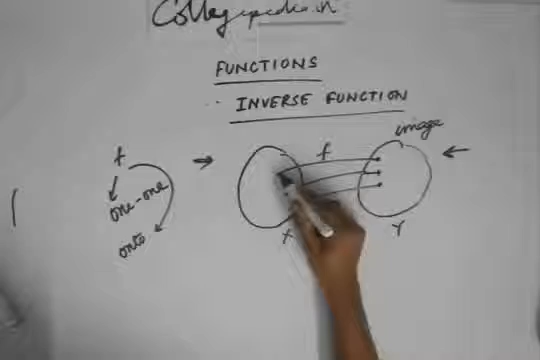 Collegepedia.in
FUNCTIONS
INVERSE FUNCTION
f
one-one
onto
f
image
X
Y